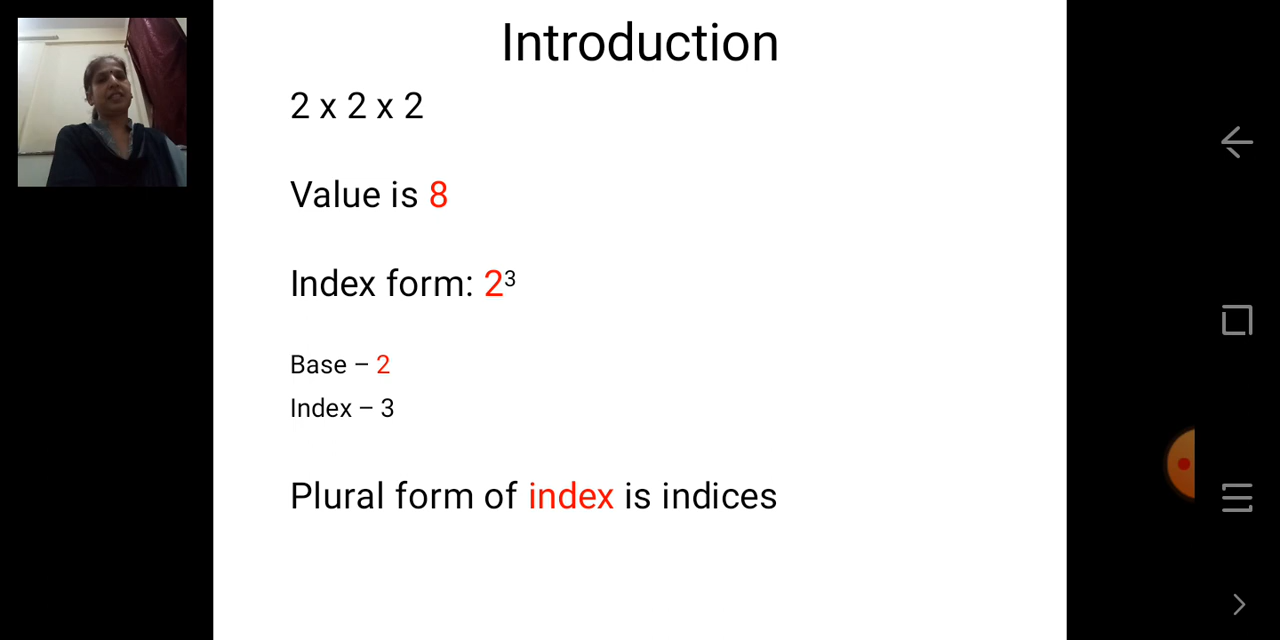 Introduction
2 x 2 x 2
Value is 8
Index form: 2³
Base – 2
Index – 3
Plural form of index is indices